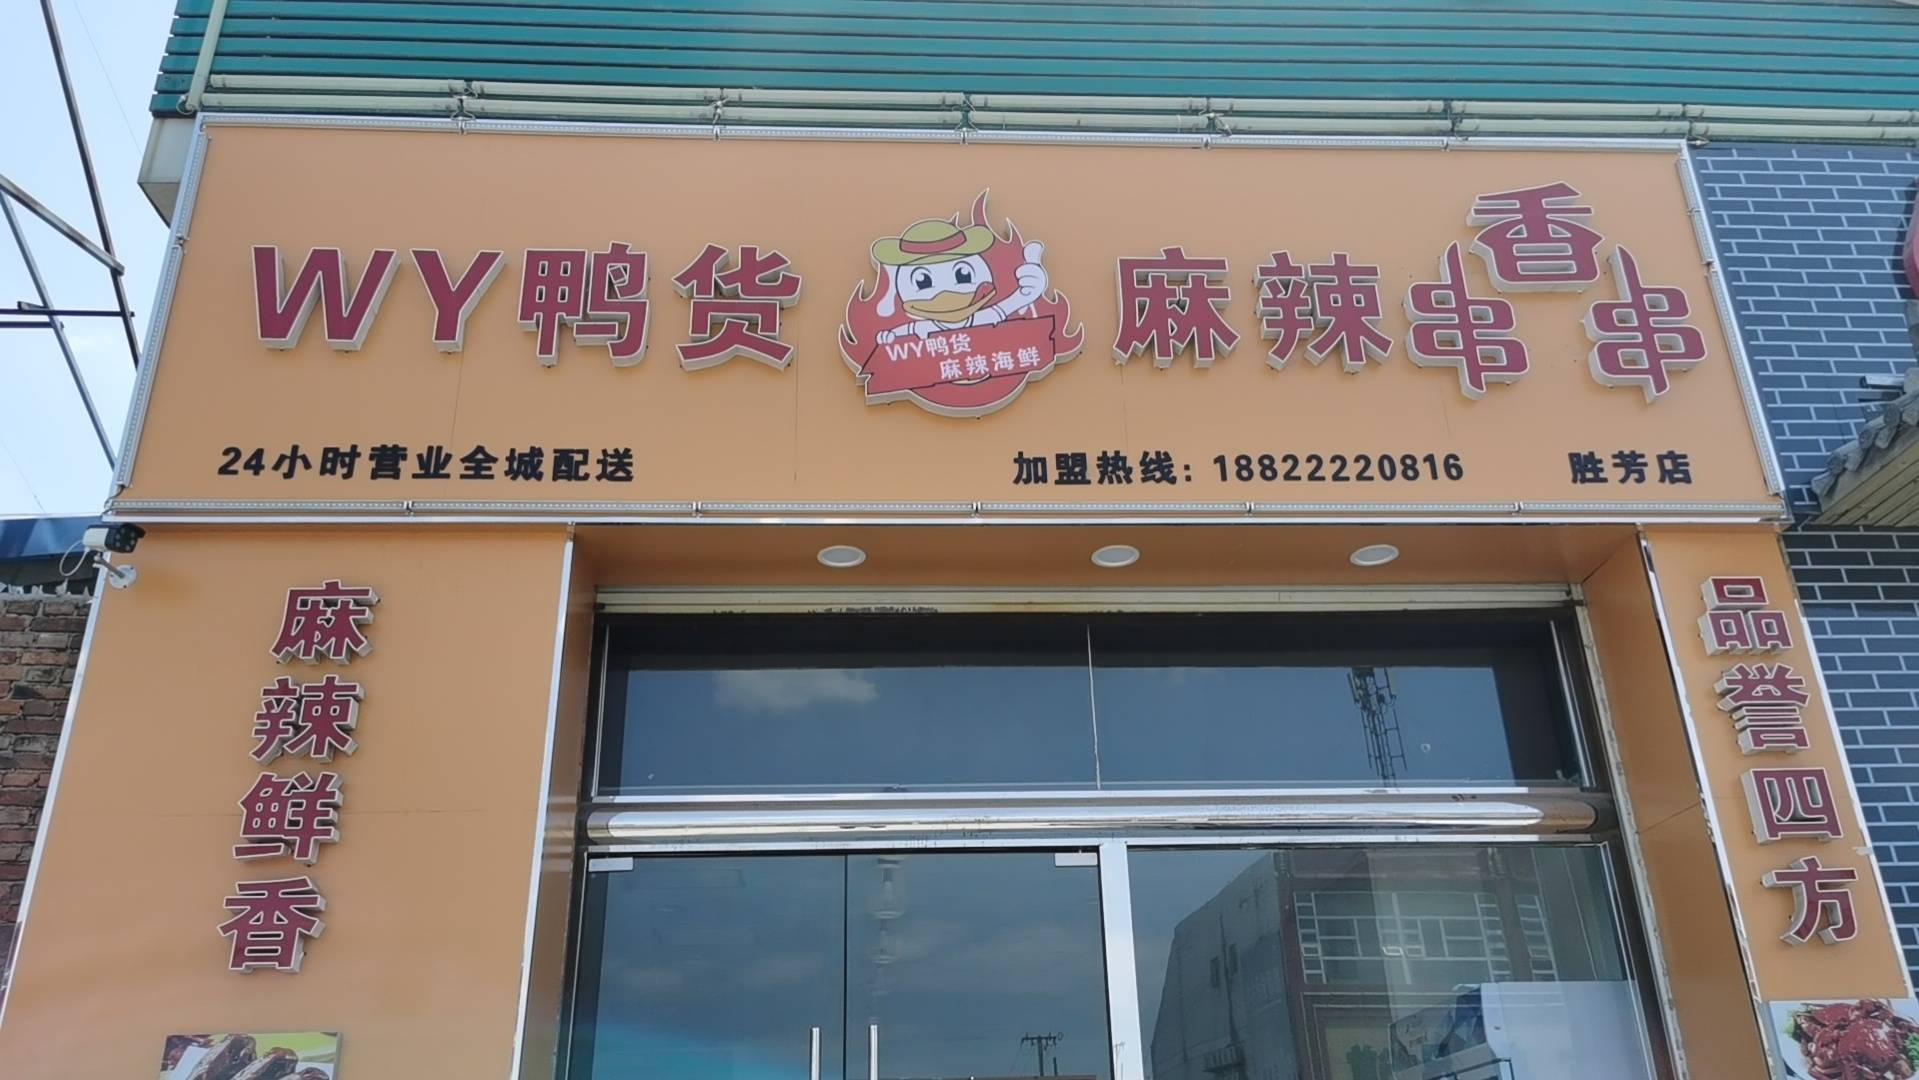 WY鸭货
WY鸭货
麻辣海鲜
麻辣串香串
24小时营业全城配送
加盟热线：18822220816
胜芳店
麻辣鲜香
品誉四方